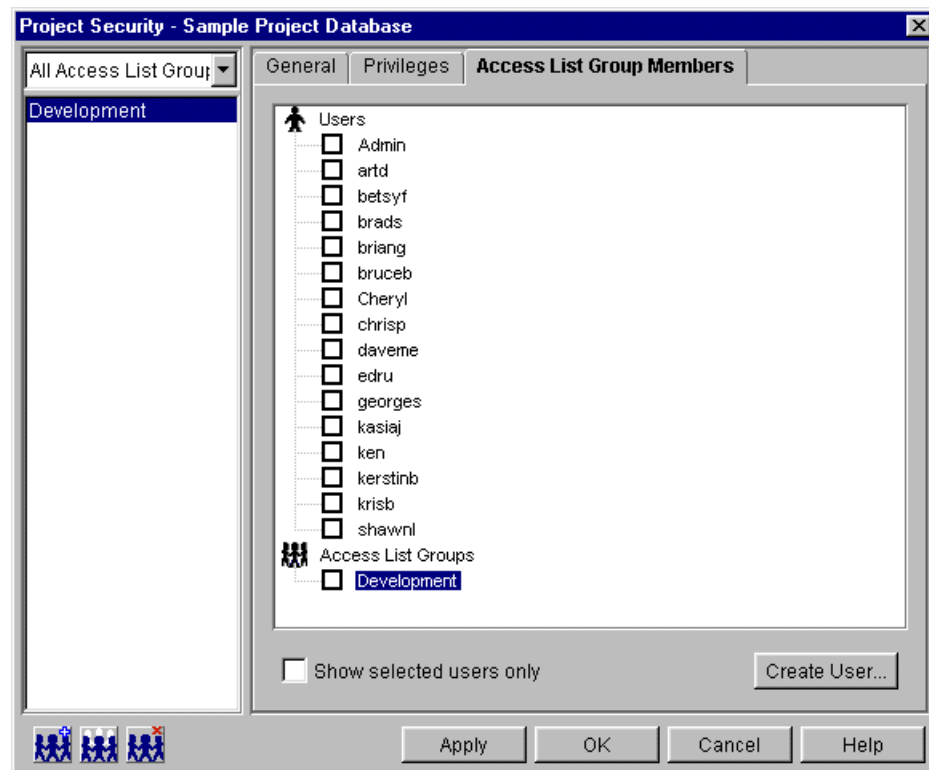 Project Security - Sample Project Database
All Access List Group
General Privileges Access List Group Members
Development
Users
Admin
artd
betsyf
brads
briang
bruceb
Cheryl
chrisp
daveme
edru
georges
kasiaj
ken
kerstinb
krisb
shawnl
Access List Groups
Development
Show selected users only
Create User...
Apply OK Cancel Help